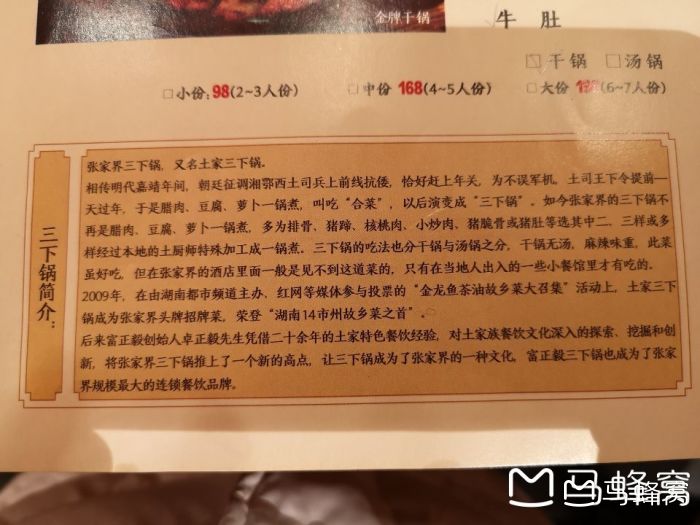 金牌干锅
牛 肚
干锅 □汤锅
□小份:98(2~3人份) □中份 168(4~5人份) □大份 (6~7人份)
三下锅简介:
张家界三下锅,又名土家三下锅。
相传明代嘉靖年间,朝廷征调湘鄂西土司兵上前线抗倭,恰好赶上年关,为不误军机,土司王下令提前一
天过年,于是腊肉、豆腐、萝卜一锅煮,叫吃“合菜”,以后演变成“三下锅”。如今张家界的三下锅不
再是腊肉、豆腐、萝卜一锅煮,多为排骨、猪蹄、核桃肉、小炒肉、猪脆骨或猪肚等选其中二、三样或多
样经过本地的土厨师特殊加工成一锅煮。三下锅的吃法也分干锅与汤锅之分,干锅无汤,麻辣味重,此菜
虽好吃,但在张家界的酒店里面一般是见不到这道菜的,只有在当地人出入的一些小餐馆里才有吃的。
2009年,在由湖南都市频道主办、红网等媒体参与投票的“金龙鱼茶油故乡菜大召集”活动上,土家三下
锅成为张家界头牌招牌菜,荣登“湖南14市州故乡菜之首”。
后来富正毅创始人卓正毅先生凭借二十余年的土家特色餐饮经验,对土家族餐饮文化深入的探索、挖掘和创
新,将张家界三下锅推上了一个新的高点,让三下锅成为了张家界的一种文化,富正毅三下锅也成为了张家
界规模最大的连锁餐饮品牌。
马蜂窝